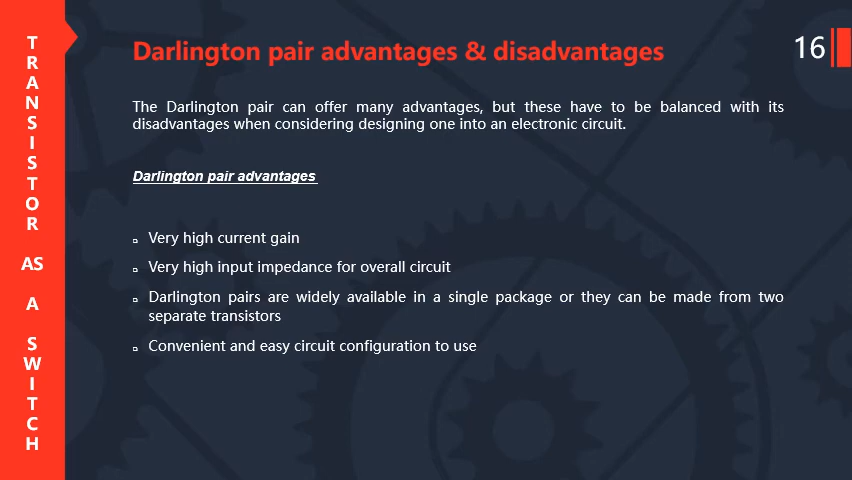 TRANSISTOR AS A SWITCH
Darlington pair advantages & disadvantages
16
The Darlington pair can offer many advantages, but these have to be balanced with its
disadvantages when considering designing one into an electronic circuit.
Darlington pair advantages
Very high current gain
Very high input impedance for overall circuit
Darlington pairs are widely available in a single package or they can be made from two
separate transistors
Convenient and easy circuit configuration to use